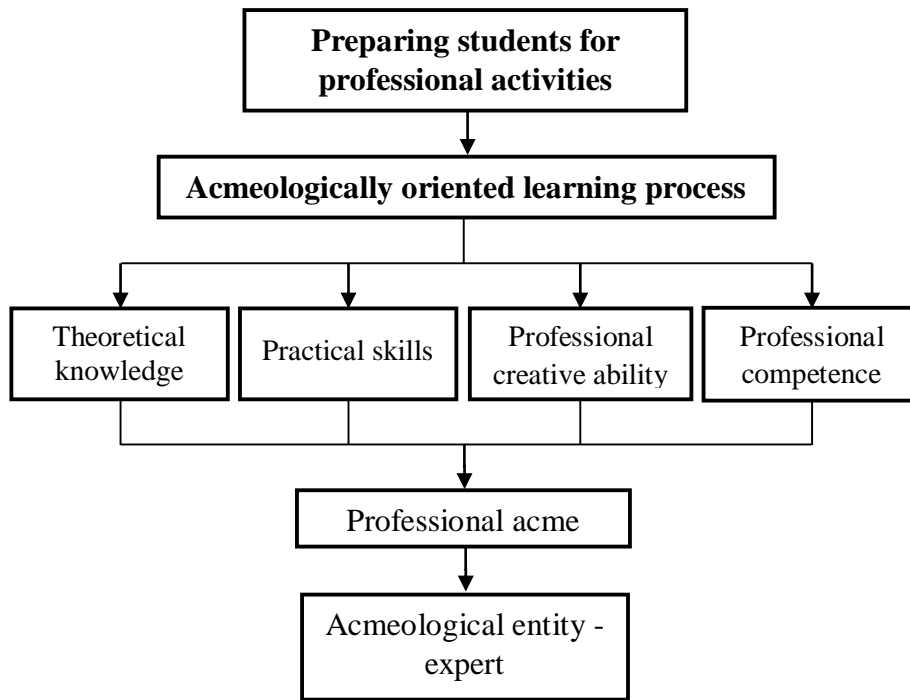 Preparing students for
professional activities
Acmeologically oriented learning process
Theoretical
knowledge
Practical skills
Professional
creative ability
Professional
competence
Professional acme
Acmeological entity -
expert